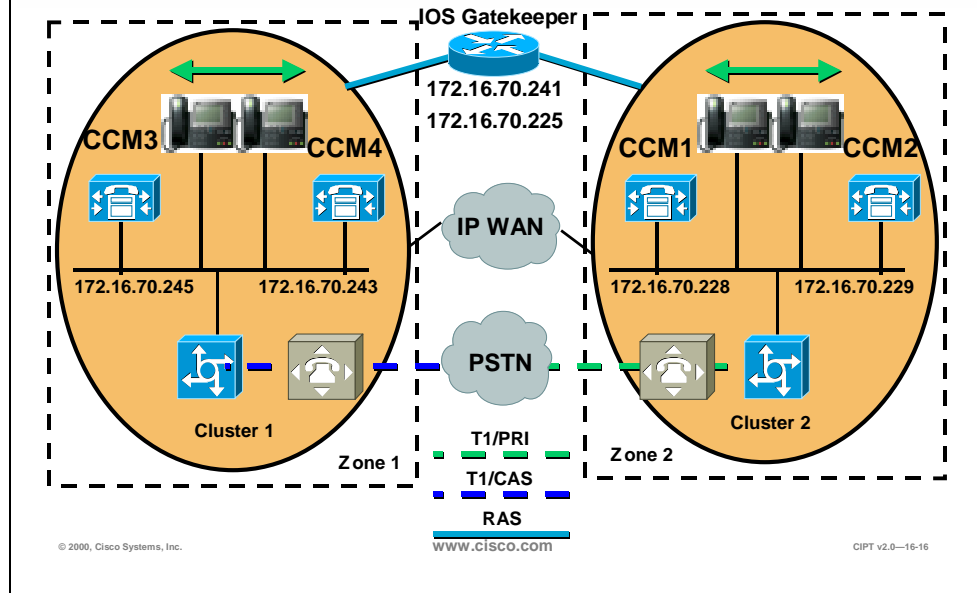 IOS Gatekeeper
172.16.70.241
172.16.70.225
CCM3
CCM4
CCM1
CCM2
IP WAN
172.16.70.245
172.16.70.243
172.16.70.228
172.16.70.229
PSTN
Cluster 1
Cluster 2
Zone 1
Zone 2
T1/PRI
T1/CAS
RAS
© 2000, Cisco Systems, Inc.
www.cisco.com
CIPT v2.0—16-16